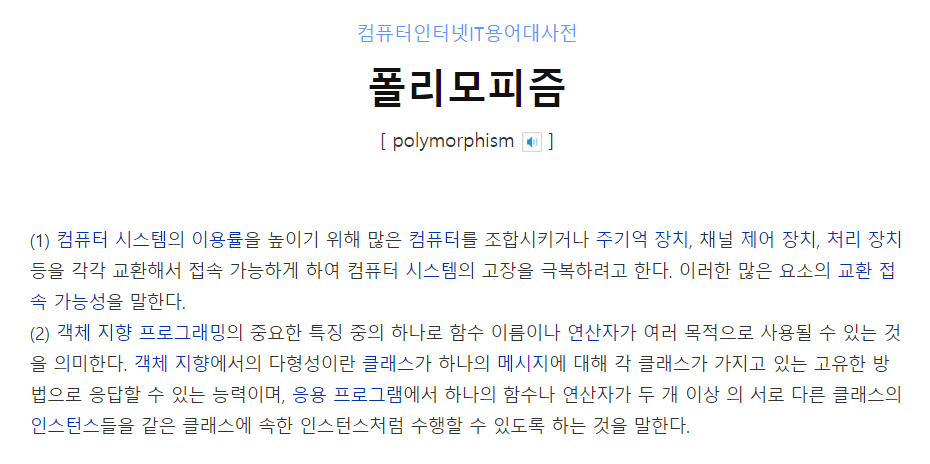 컴퓨터인터넷IT용어대사전
폴리모피즘
[ polymorphism ]
(1) 컴퓨터 시스템의 이용률을 높이기 위해 많은 컴퓨터를 조합시키거나 주기억 장치, 채널 제어 장치, 처리 장치
등을 각각 교환해서 접속 가능하게 하여 컴퓨터 시스템의 고장을 극복하려고 한다. 이러한 많은 요소의 교환 접
속 가능성을 말한다.
(2) 객체 지향 프로그래밍의 중요한 특징 중의 하나로 함수 이름이나 연산자가 여러 목적으로 사용될 수 있는 것
을 의미한다. 객체 지향에서의 다형성이란 클래스가 하나의 메시지에 대해 각 클래스가 가지고 있는 고유한 방
법으로 응답할 수 있는 능력이며, 응용 프로그램에서 하나의 함수나 연산자가 두 개 이상 의 서로 다른 클래스의
인스턴스들을 같은 클래스에 속한 인스턴스처럼 수행할 수 있도록 하는 것을 말한다.